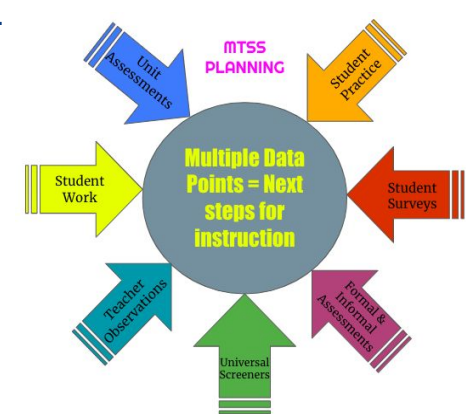 MTSS
PLANNING
Unit
Assessments
Student
Practice
Multiple Data
Points = Next
steps for
instruction
Student
Work
Student
Surveys
Teacher
Observations
Formal &
Informal
Assessments
Universal
Screeners